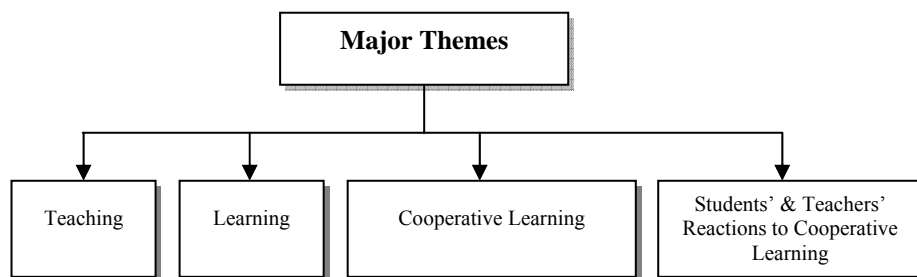 Major Themes
Teaching
Learning
Cooperative Learning
Students’ & Teachers’
Reactions to Cooperative
Learning